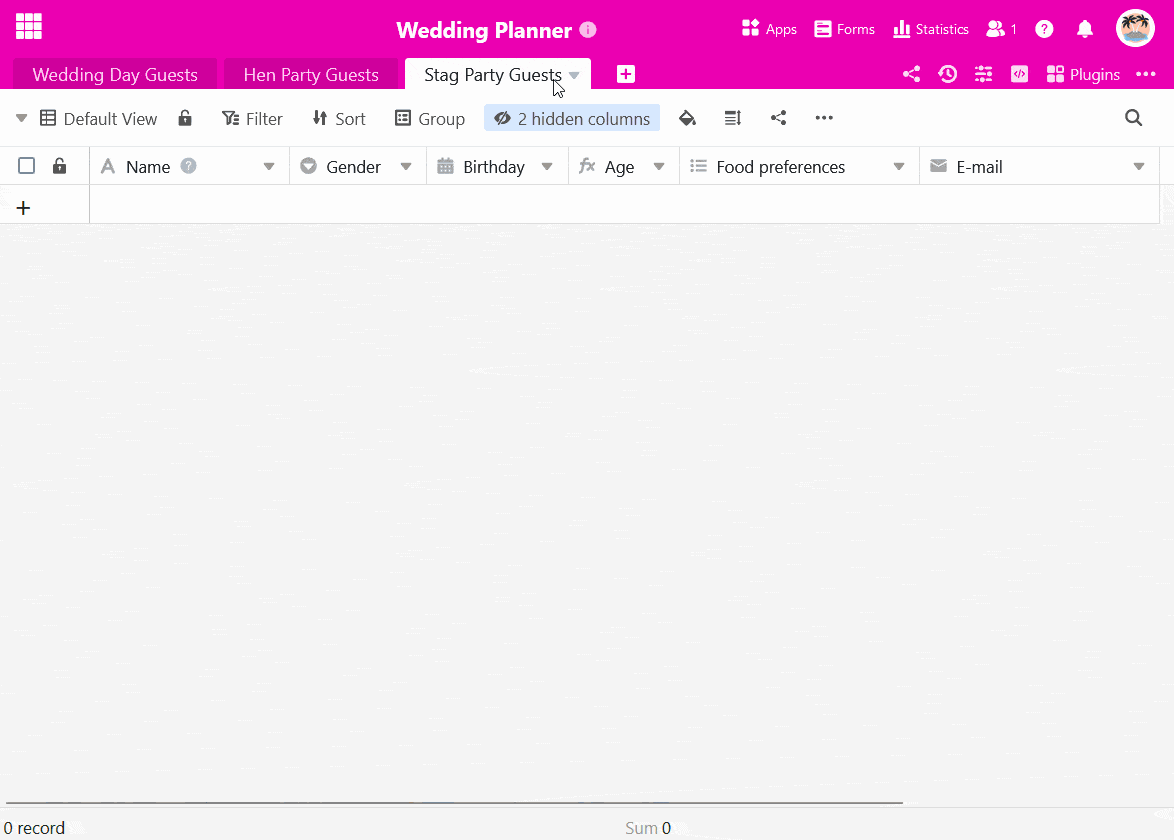 Wedding Planner
Apps
Forms
Statistics
1
Wedding Day Guests
Hen Party Guests
Stag Party Guests
Plugins
Default View
Filter
Sort
Group
2 hidden columns
Name
Gender
Birthday
fx Age
Food preferences
E-mail
0 record
Sum 0